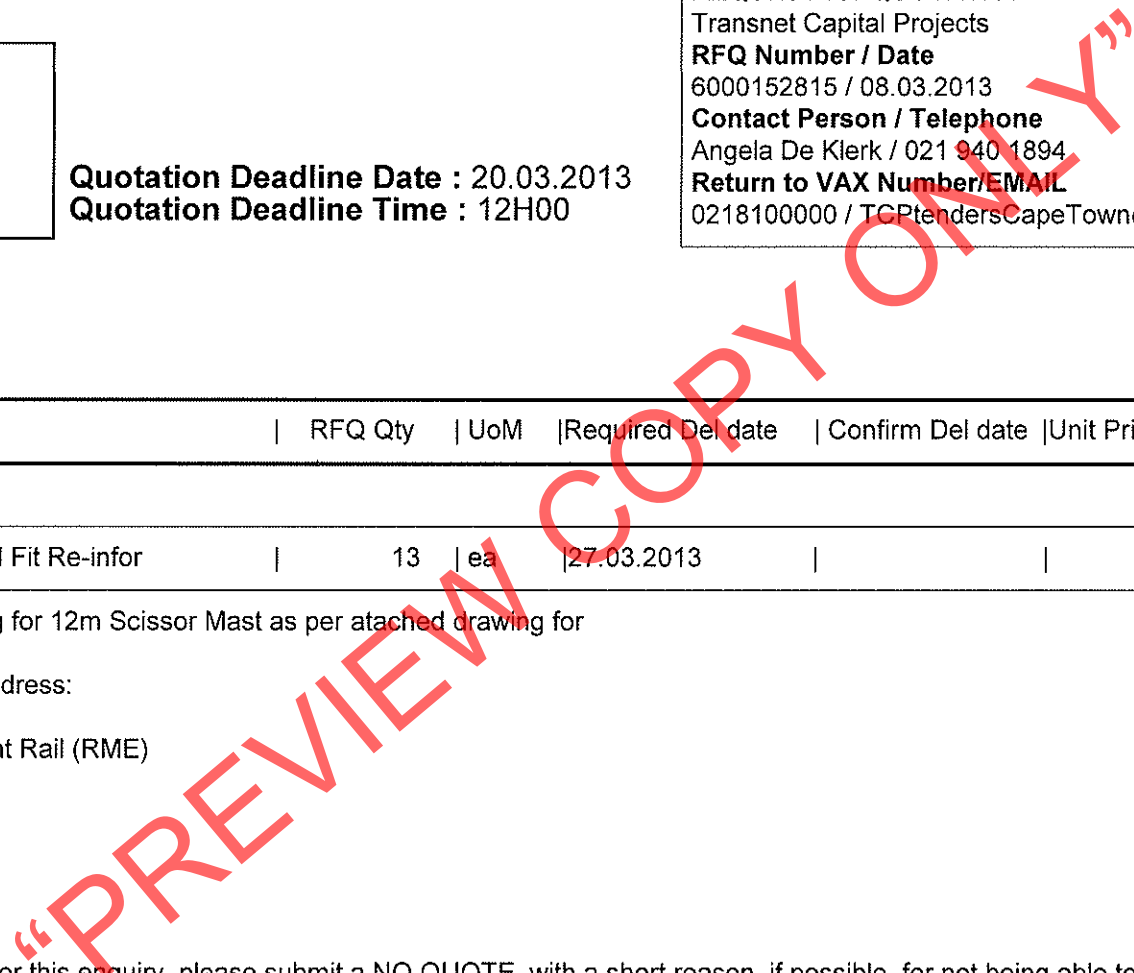 Transnet Capital Projects
RFQ Number / Date
6000152815 / 08.03.2013
Contact Person / Telephone
Angela De Klerk / 021 940 1894
Return to VAX Number/EMAIL
0218100000 / TCPtendersCapeTown
Quotation Deadline Date : 20.03.2013
Quotation Deadline Time : 12H00
| RFQ Qty | UoM |Required Del date | Confirm Del date |Unit Pri
Fit Re-infor | 13 | ea |27.03.2013 | |
g for 12m Scissor Mast as per atached drawing for
dress:
t Rail (RME)
or this enquiry, please submit a NO QUOTE, with a short reason, if possible, for not being able to
“PREVIEW COPY ONLY”